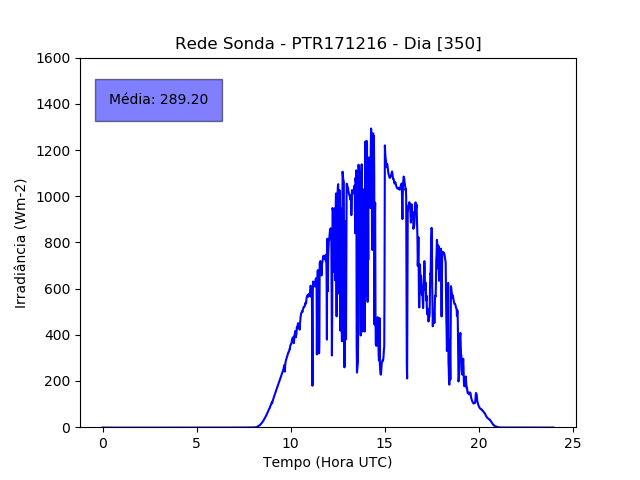 Rede Sonda - PTR171216 - Dia [350]
1600
1400
1200
1000
800
600
400
200
0
Média: 289.20
Irradiância (Wm-2)
0 5 10 15 20 25
Tempo (Hora UTC)